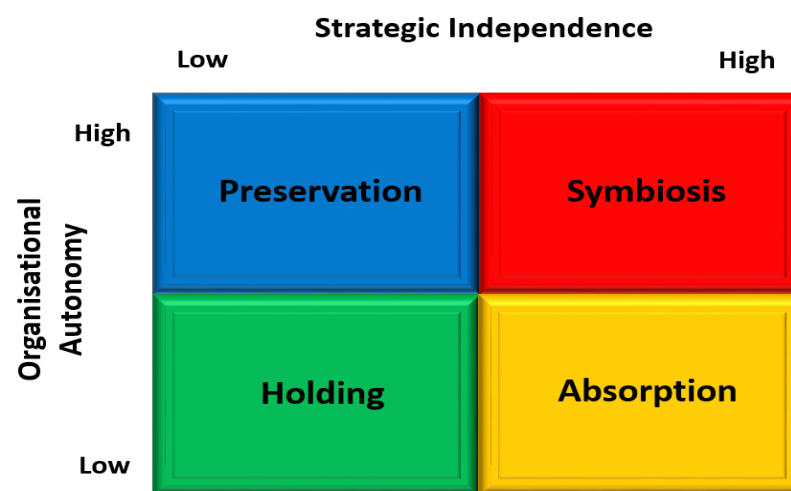 Strategic Independence
Low
High
High
Preservation
Symbiosis
Organisational
Autonomy
Holding
Absorption
Low